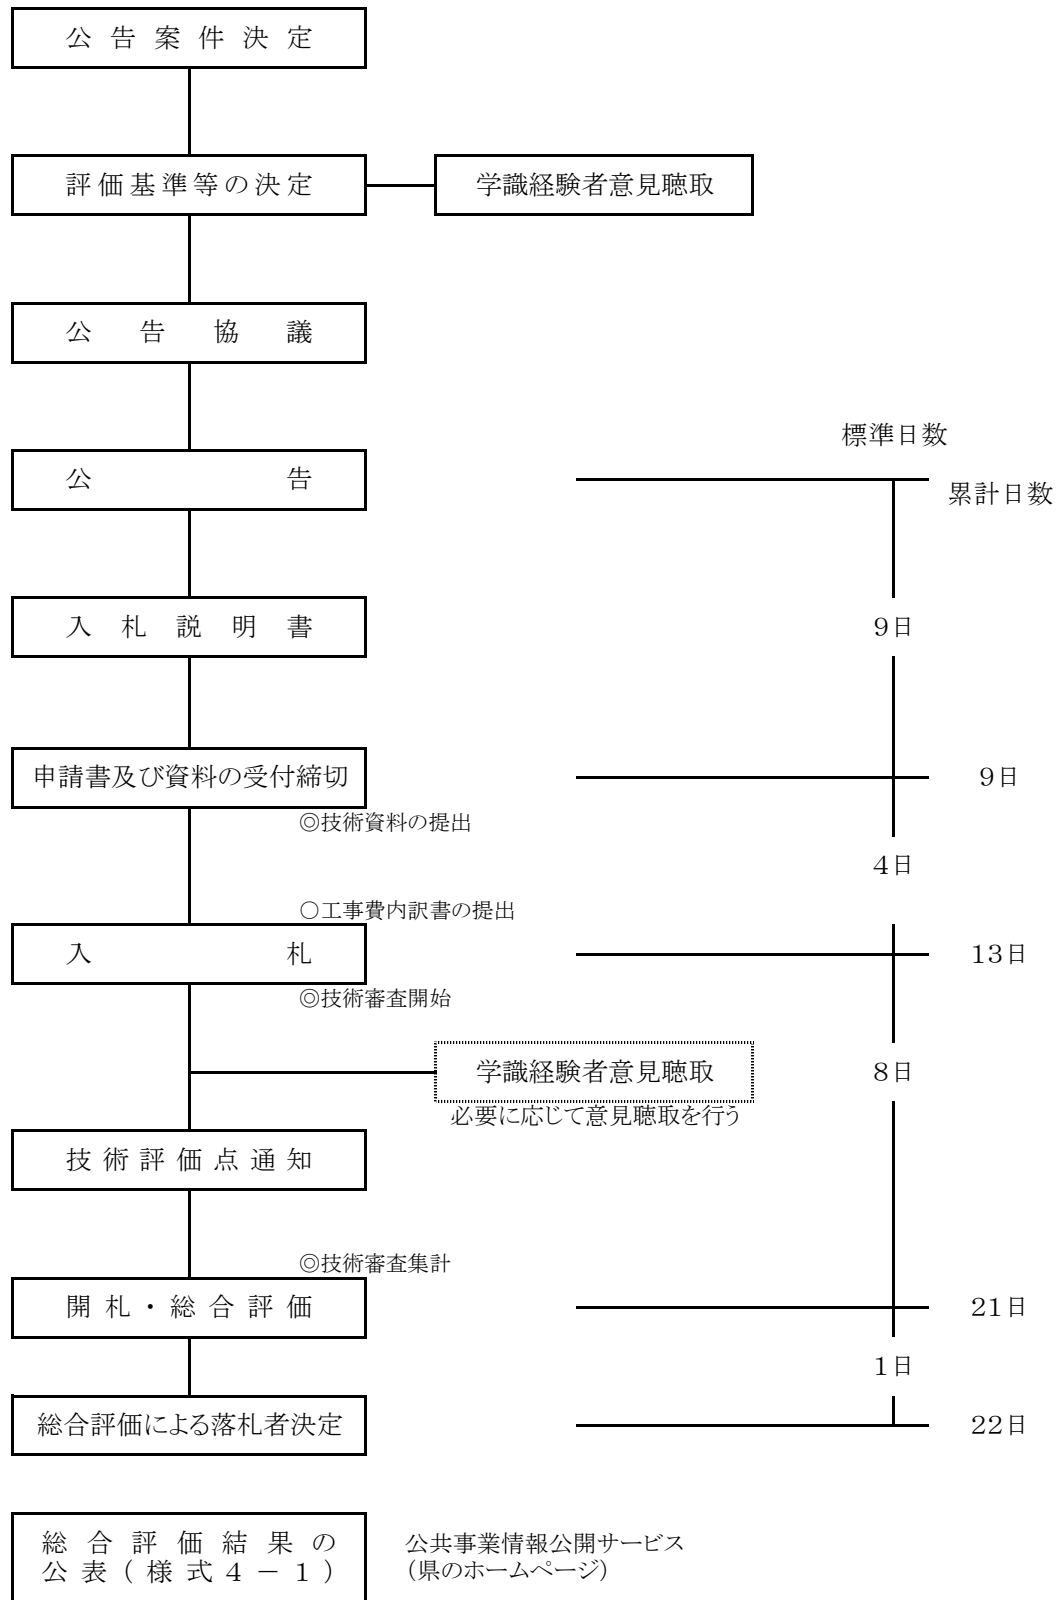 公告案件決定
評価基準等の決定
学識経験者意見聴取
公告協議
標準日数
公告
累計日数
入札説明書
９日
申請書及び資料の受付締切
９日
◎技術資料の提出
４日
○工事費内訳書の提出
入札
13日
◎技術審査開始
学識経験者意見聴取
８日
必要に応じて意見聴取を行う
技術評価点通知
◎技術審査集計
開札・総合評価
21日
１日
総合評価による落札者決定
22日
総合評価結果の
公表（様式４－１）
公共事業情報公開サービス
（県のホームページ）